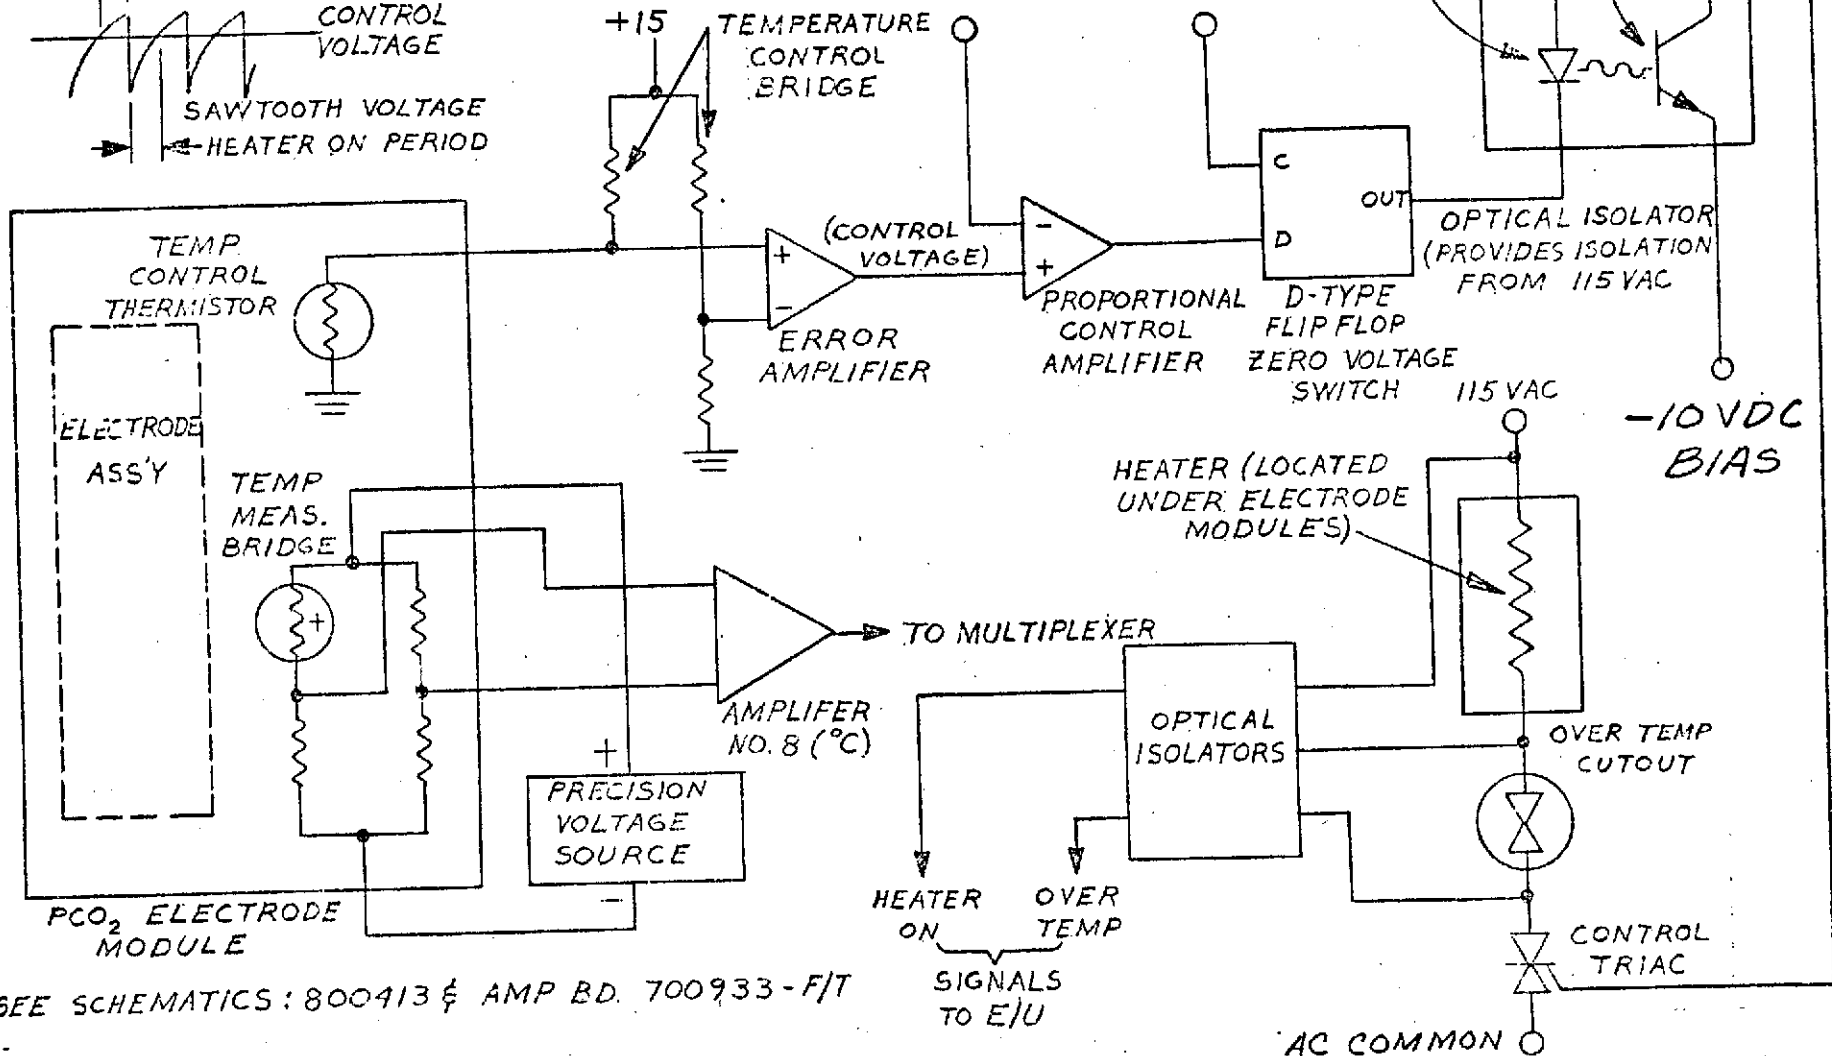 CONTROL
VOLTAGE
SAWTOOTH VOLTAGE
HEATER ON PERIOD
+15
TEMPERATURE
CONTROL
BRIDGE
TEMP.
CONTROL
THERMISTOR
ELECTRODE
ASS'Y
+
-
(CONTROL
VOLTAGE)
ERROR
AMPLIFIER
-
+
PROPORTIONAL
CONTROL
AMPLIFIER
C
D
OUT
D-TYPE
FLIP FLOP
ZERO VOLTAGE
SWITCH
OPTICAL ISOLATOR
(PROVIDES ISOLATION
FROM 115 VAC
-10 VDC
BIAS
TEMP
MEAS.
BRIDGE
+
AMPLIFER
NO. 8 (°C)
TO MULTIPLEXER
+
PRECISION
VOLTAGE
SOURCE
-
PCO₂ ELECTRODE
MODULE
115 VAC
HEATER (LOCATED
UNDER ELECTRODE
MODULES)
OPTICAL
ISOLATORS
OVER TEMP
CUTOUT
HEATER
ON
OVER
TEMP
SIGNALS
TO E/U
CONTROL
TRIAC
AC COMMON
SEE SCHEMATICS: 800413 & AMP BD. 700933-F/T